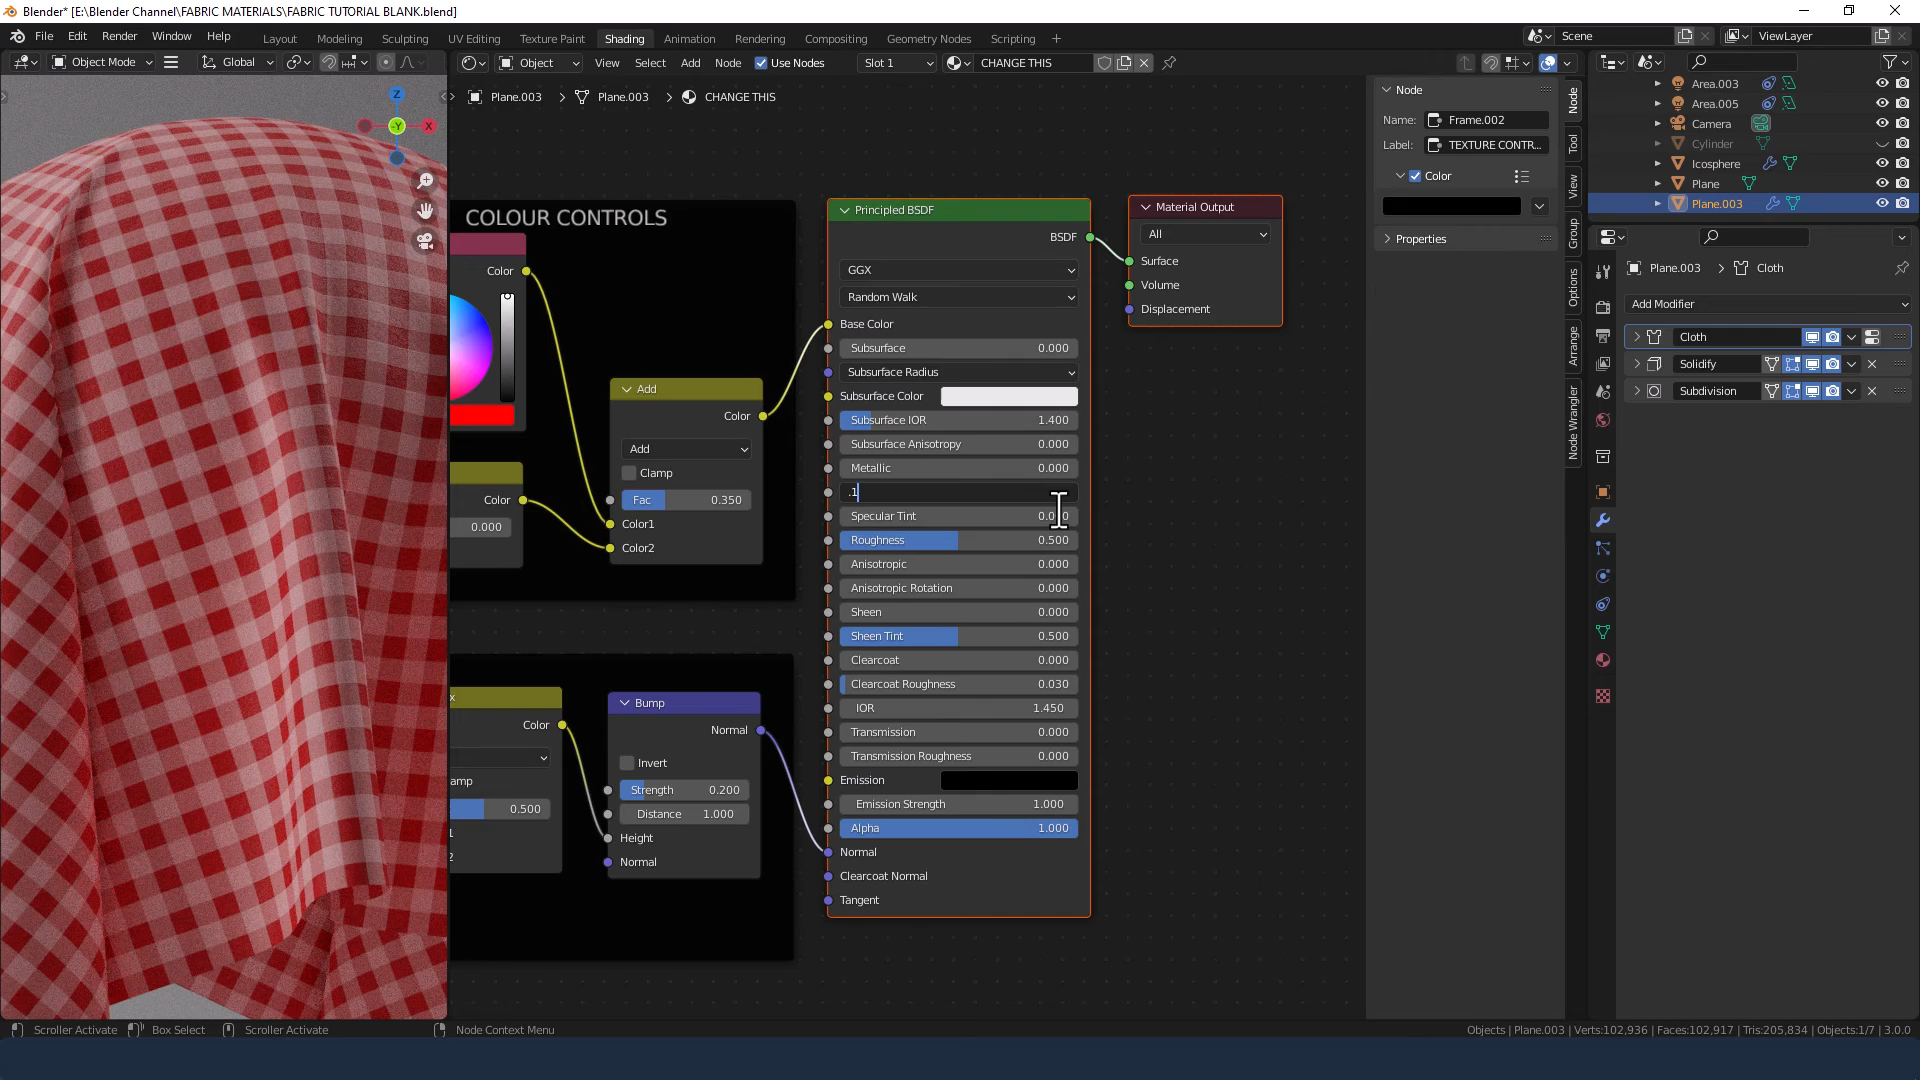 Blender* [E:\Blender Channel\FABRIC MATERIALS\FABRIC TUTORIAL BLANK.blend]
File Edit Render Window Help Layout Modeling Sculpting UV Editing Texture Paint Shading Animation Rendering Compositing Geometry Nodes Scripting + Scene ViewLayer
Object Mode Global Object View Select Add Node Use Nodes Slot 1 CHANGE THIS
Plane.003 > Plane.003 > CHANGE THIS
Z
-Y
X
COLOUR CONTROLS
Color
Color
0.000
Add
Color
Add
Clamp
Fac 0.350
Color1
Color2
Color
amp
0.500
1
2
Bump
Normal
Invert
Strength 0.200
Distance 1.000
Height
Normal
Principled BSDF
BSDF
GGX
Random Walk
Base Color
Subsurface 0.000
Subsurface Radius
Subsurface Color
Subsurface IOR 1.400
Subsurface Anisotropy 0.000
Metallic 0.000
.1
Specular Tint
Roughness 0.500
Anisotropic 0.000
Anisotropic Rotation 0.000
Sheen 0.000
Sheen Tint 0.500
Clearcoat 0.000
Clearcoat Roughness 0.030
IOR 1.450
Transmission 0.000
Transmission Roughness 0.000
Emission
Emission Strength 1.000
Alpha 1.000
Normal
Clearcoat Normal
Tangent
Material Output
All
Surface
Volume
Displacement
Node
Name: Frame.002
Label: TEXTURE CONTR...
Color
Properties
Node
Tool
View
Group
Options
Arrange
Node Wrangler
Area.003
Area.005
Camera
Cylinder
Icosphere
Plane
Plane.003
Plane.003 > Cloth
Add Modifier
Cloth
Solidify
Subdivision
Scroller Activate Box Select Scroller Activate Node Context Menu
Objects | Plane.003 | Verts:102,936 | Faces:102,917 | Tris:205,834 | Objects:1/7 | 3.0.0